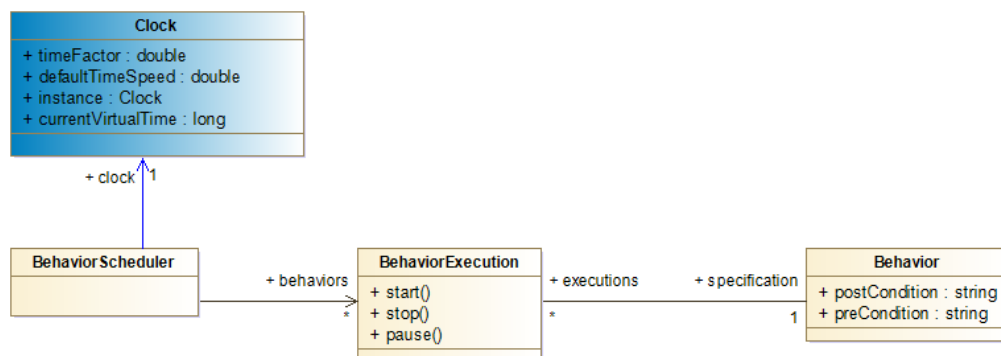 Clock
+ timeFactor : double
+ defaultTimeSpeed : double
+ instance : Clock
+ currentVirtualTime : long
+ clock 1
BehaviorScheduler
+ behaviors
*
BehaviorExecution
+ start()
+ stop()
+ pause()
+ executions
*
+ specification
1
Behavior
+ postCondition : string
+ preCondition : string